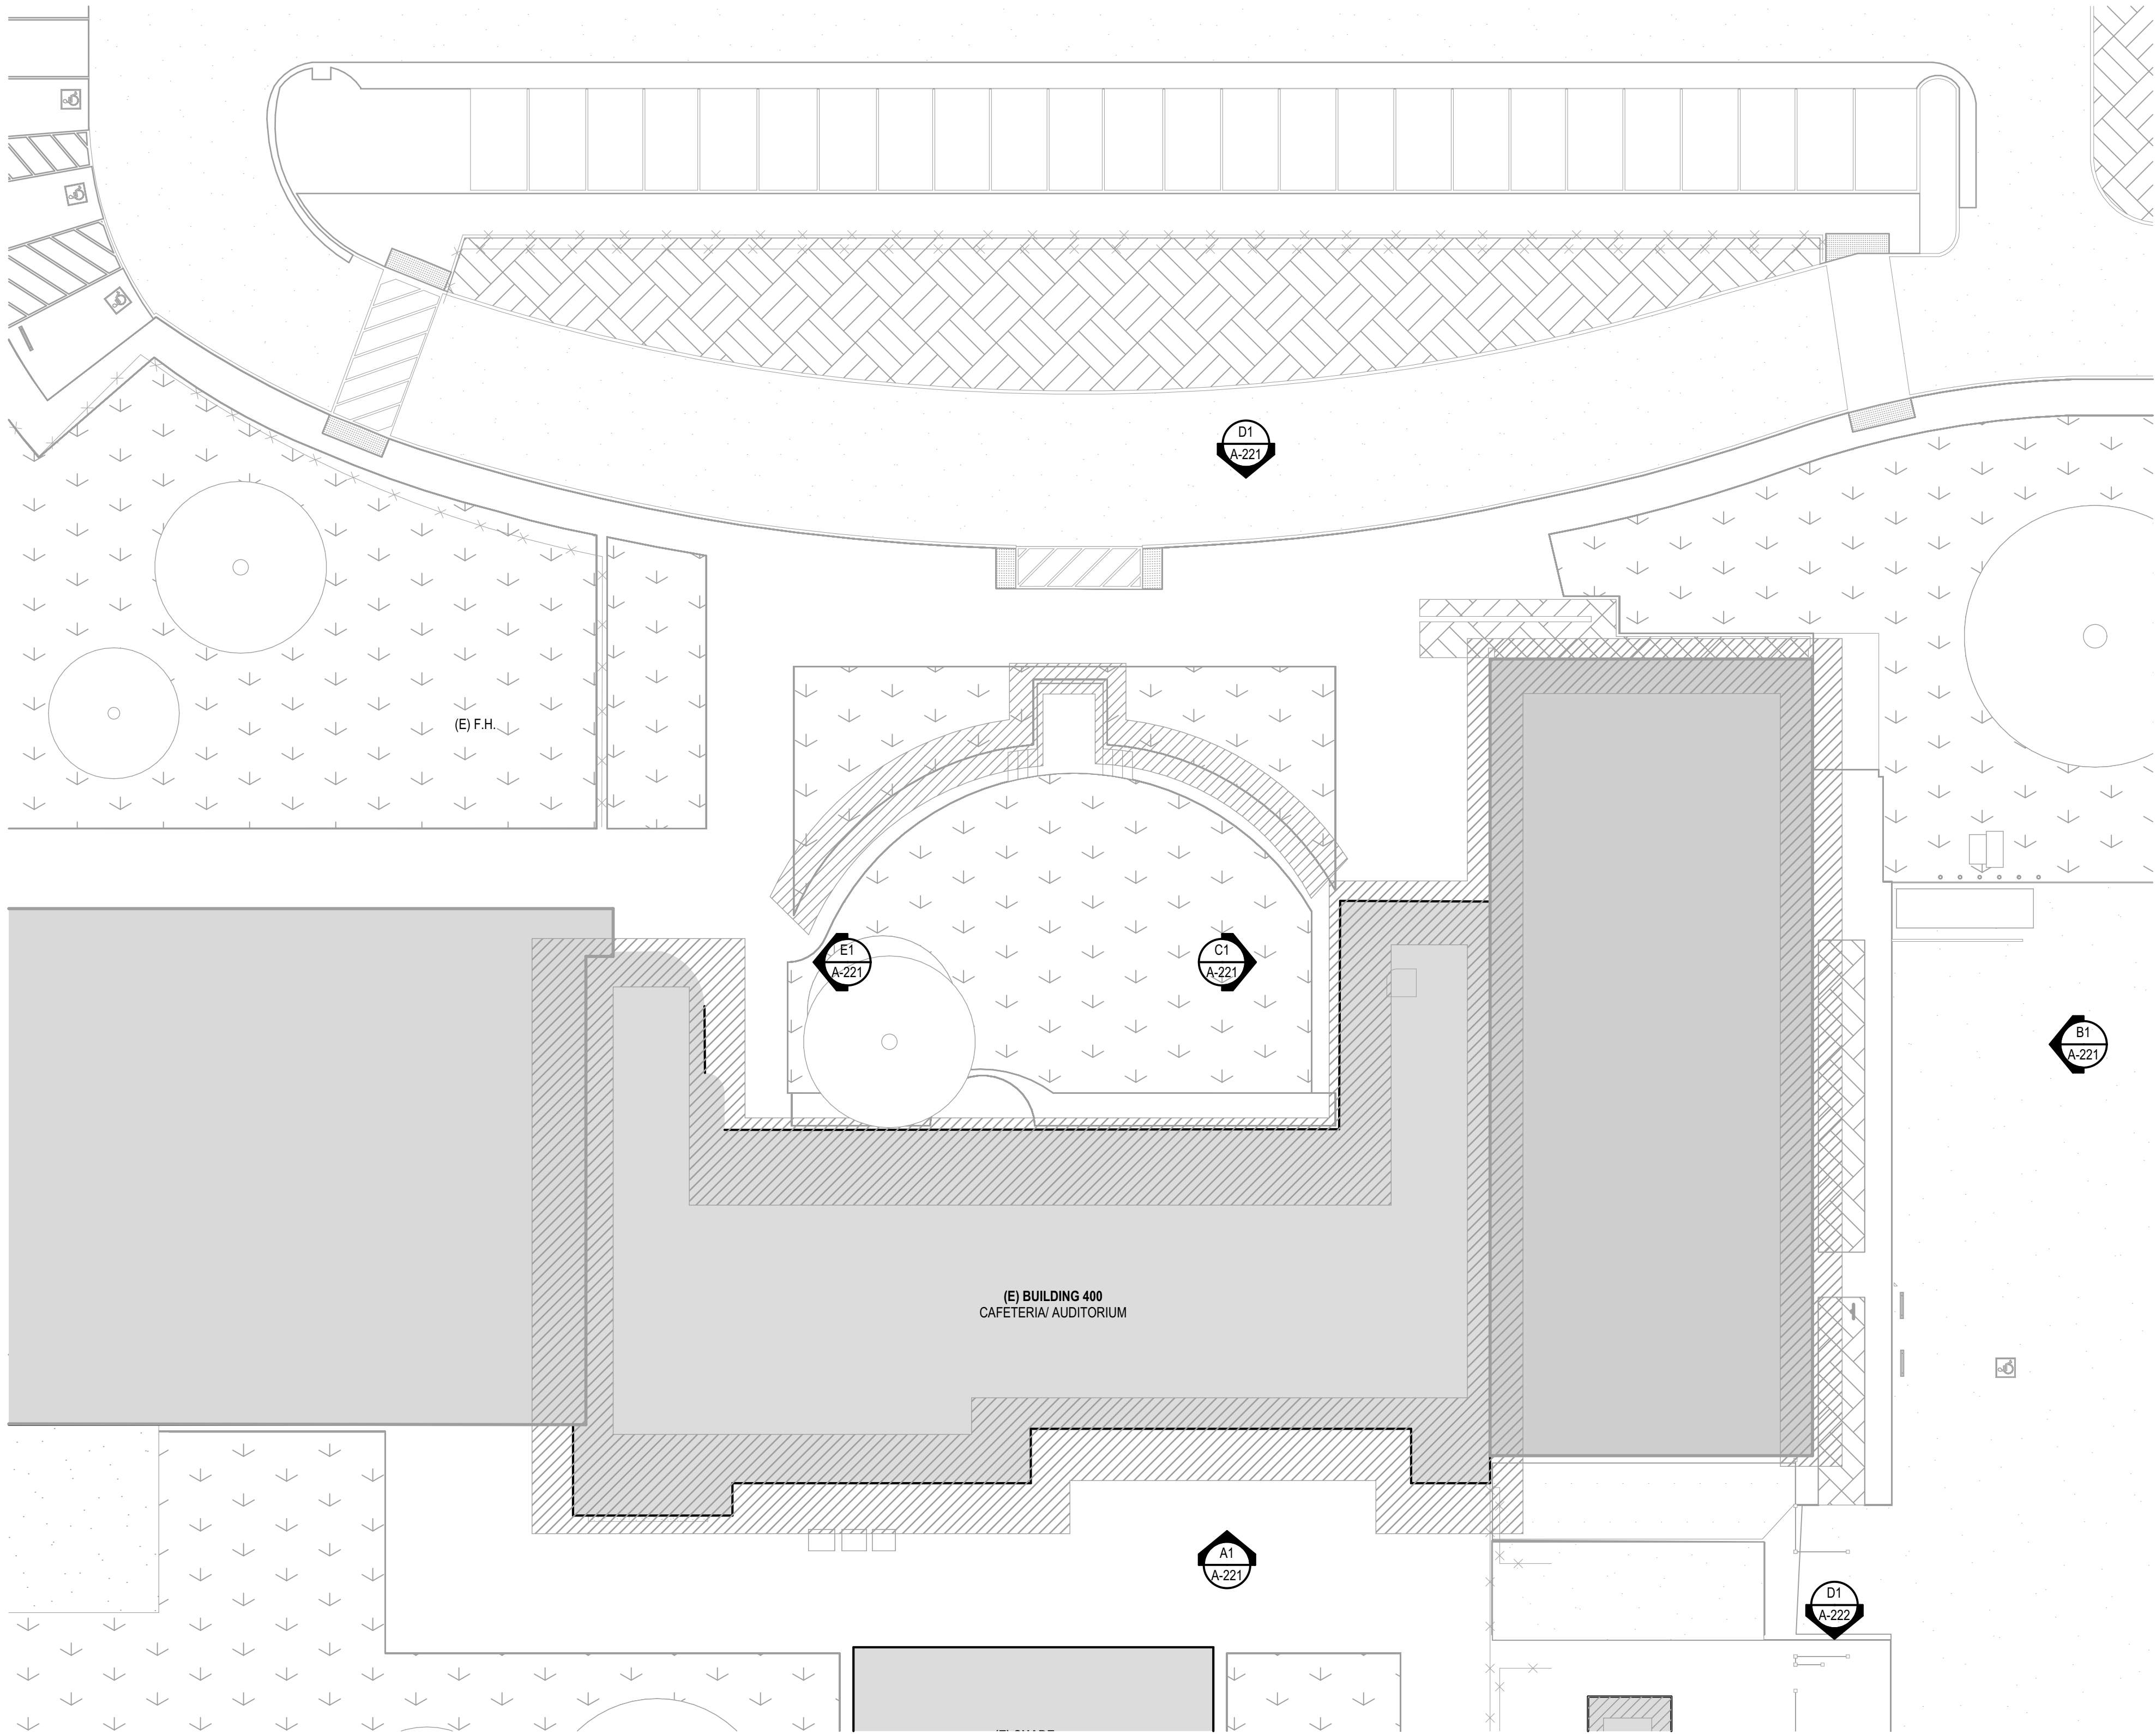 D1
A-221
(E) F.H.
E1
A-221
C1
A-221
B1
A-221
(E) BUILDING 400
CAFETERIA/ AUDITORIUM
A1
A-221
D1
A-222